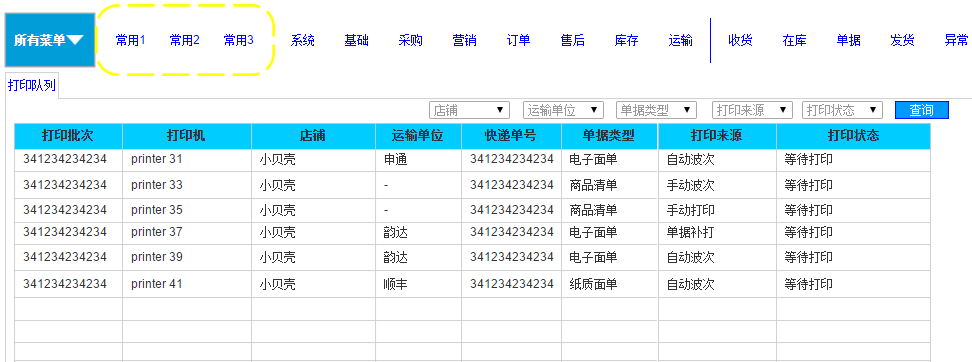 所有菜单 常用1 常用2 常用3 系统 基础 采购 营销 订单 售后 库存 运输 收货 在库 单据 发货 异常
打印队列
店铺 运输单位 单据类型 打印来源 打印状态 查询
打印批次 打印机 店铺 运输单位 快递单号 单据类型 打印来源 打印状态
341234234234 printer 31 小贝壳 申通 341234234234 电子面单 自动波次 等待打印
341234234234 printer 33 小贝壳 - 341234234234 商品清单 手动波次 等待打印
341234234234 printer 35 小贝壳 - 341234234234 商品清单 手动打印 等待打印
341234234234 printer 37 小贝壳 韵达 341234234234 电子面单 单据补打 等待打印
341234234234 printer 39 小贝壳 韵达 341234234234 电子面单 自动波次 等待打印
341234234234 printer 41 小贝壳 顺丰 341234234234 纸质面单 自动波次 等待打印